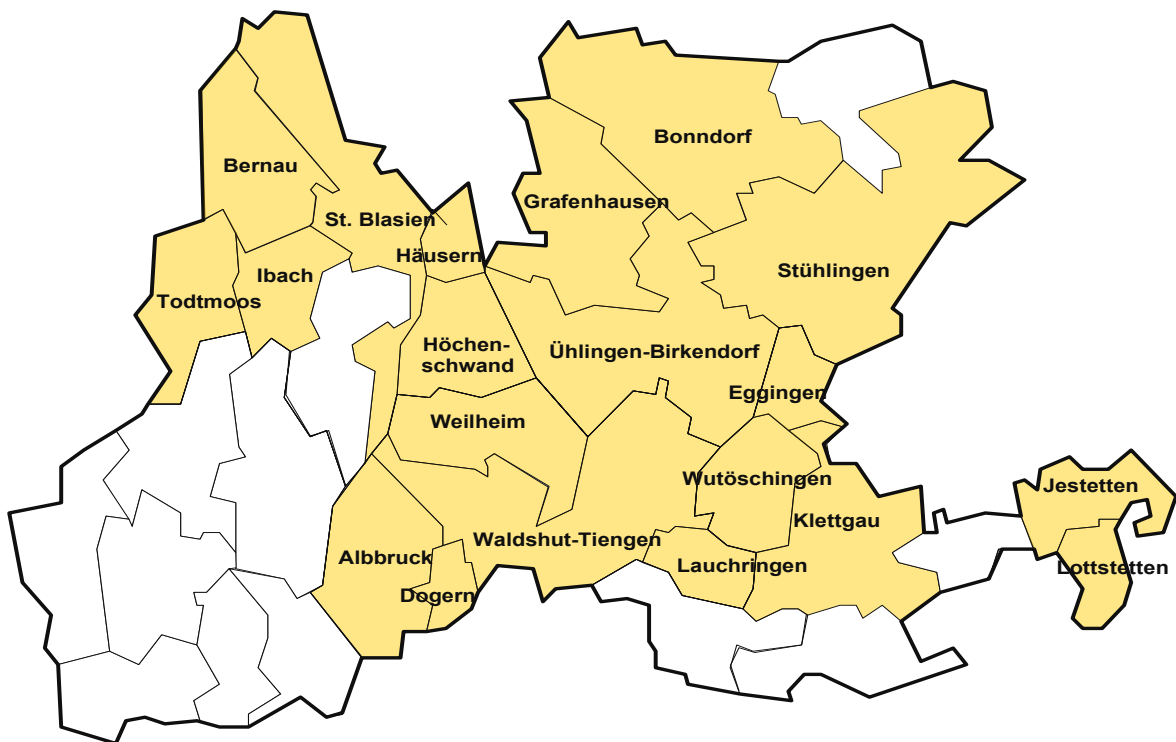 Bonndorf
Bernau
Grafenhausen
St. Blasien
Häusern
Ibach
Stühlingen
Todtmoos
Höchen-
schwand
Ühlingen-Birkendorf
Eggingen
Weilheim
Wutöschingen
Jestetten
Klettgau
Waldshut-Tiengen
Albbruck
Lauchringen
Lottstetten
Dogern